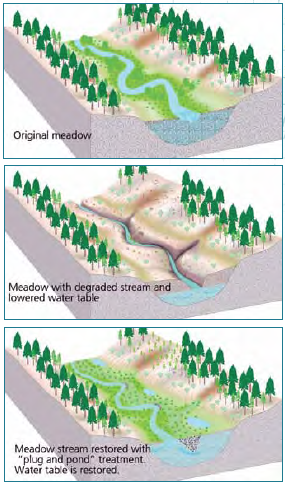 Original meadow
Meadow with degraded stream and
lowered water table
Meadow stream restored with
"plug and pond" treatment.
Water table is restored.